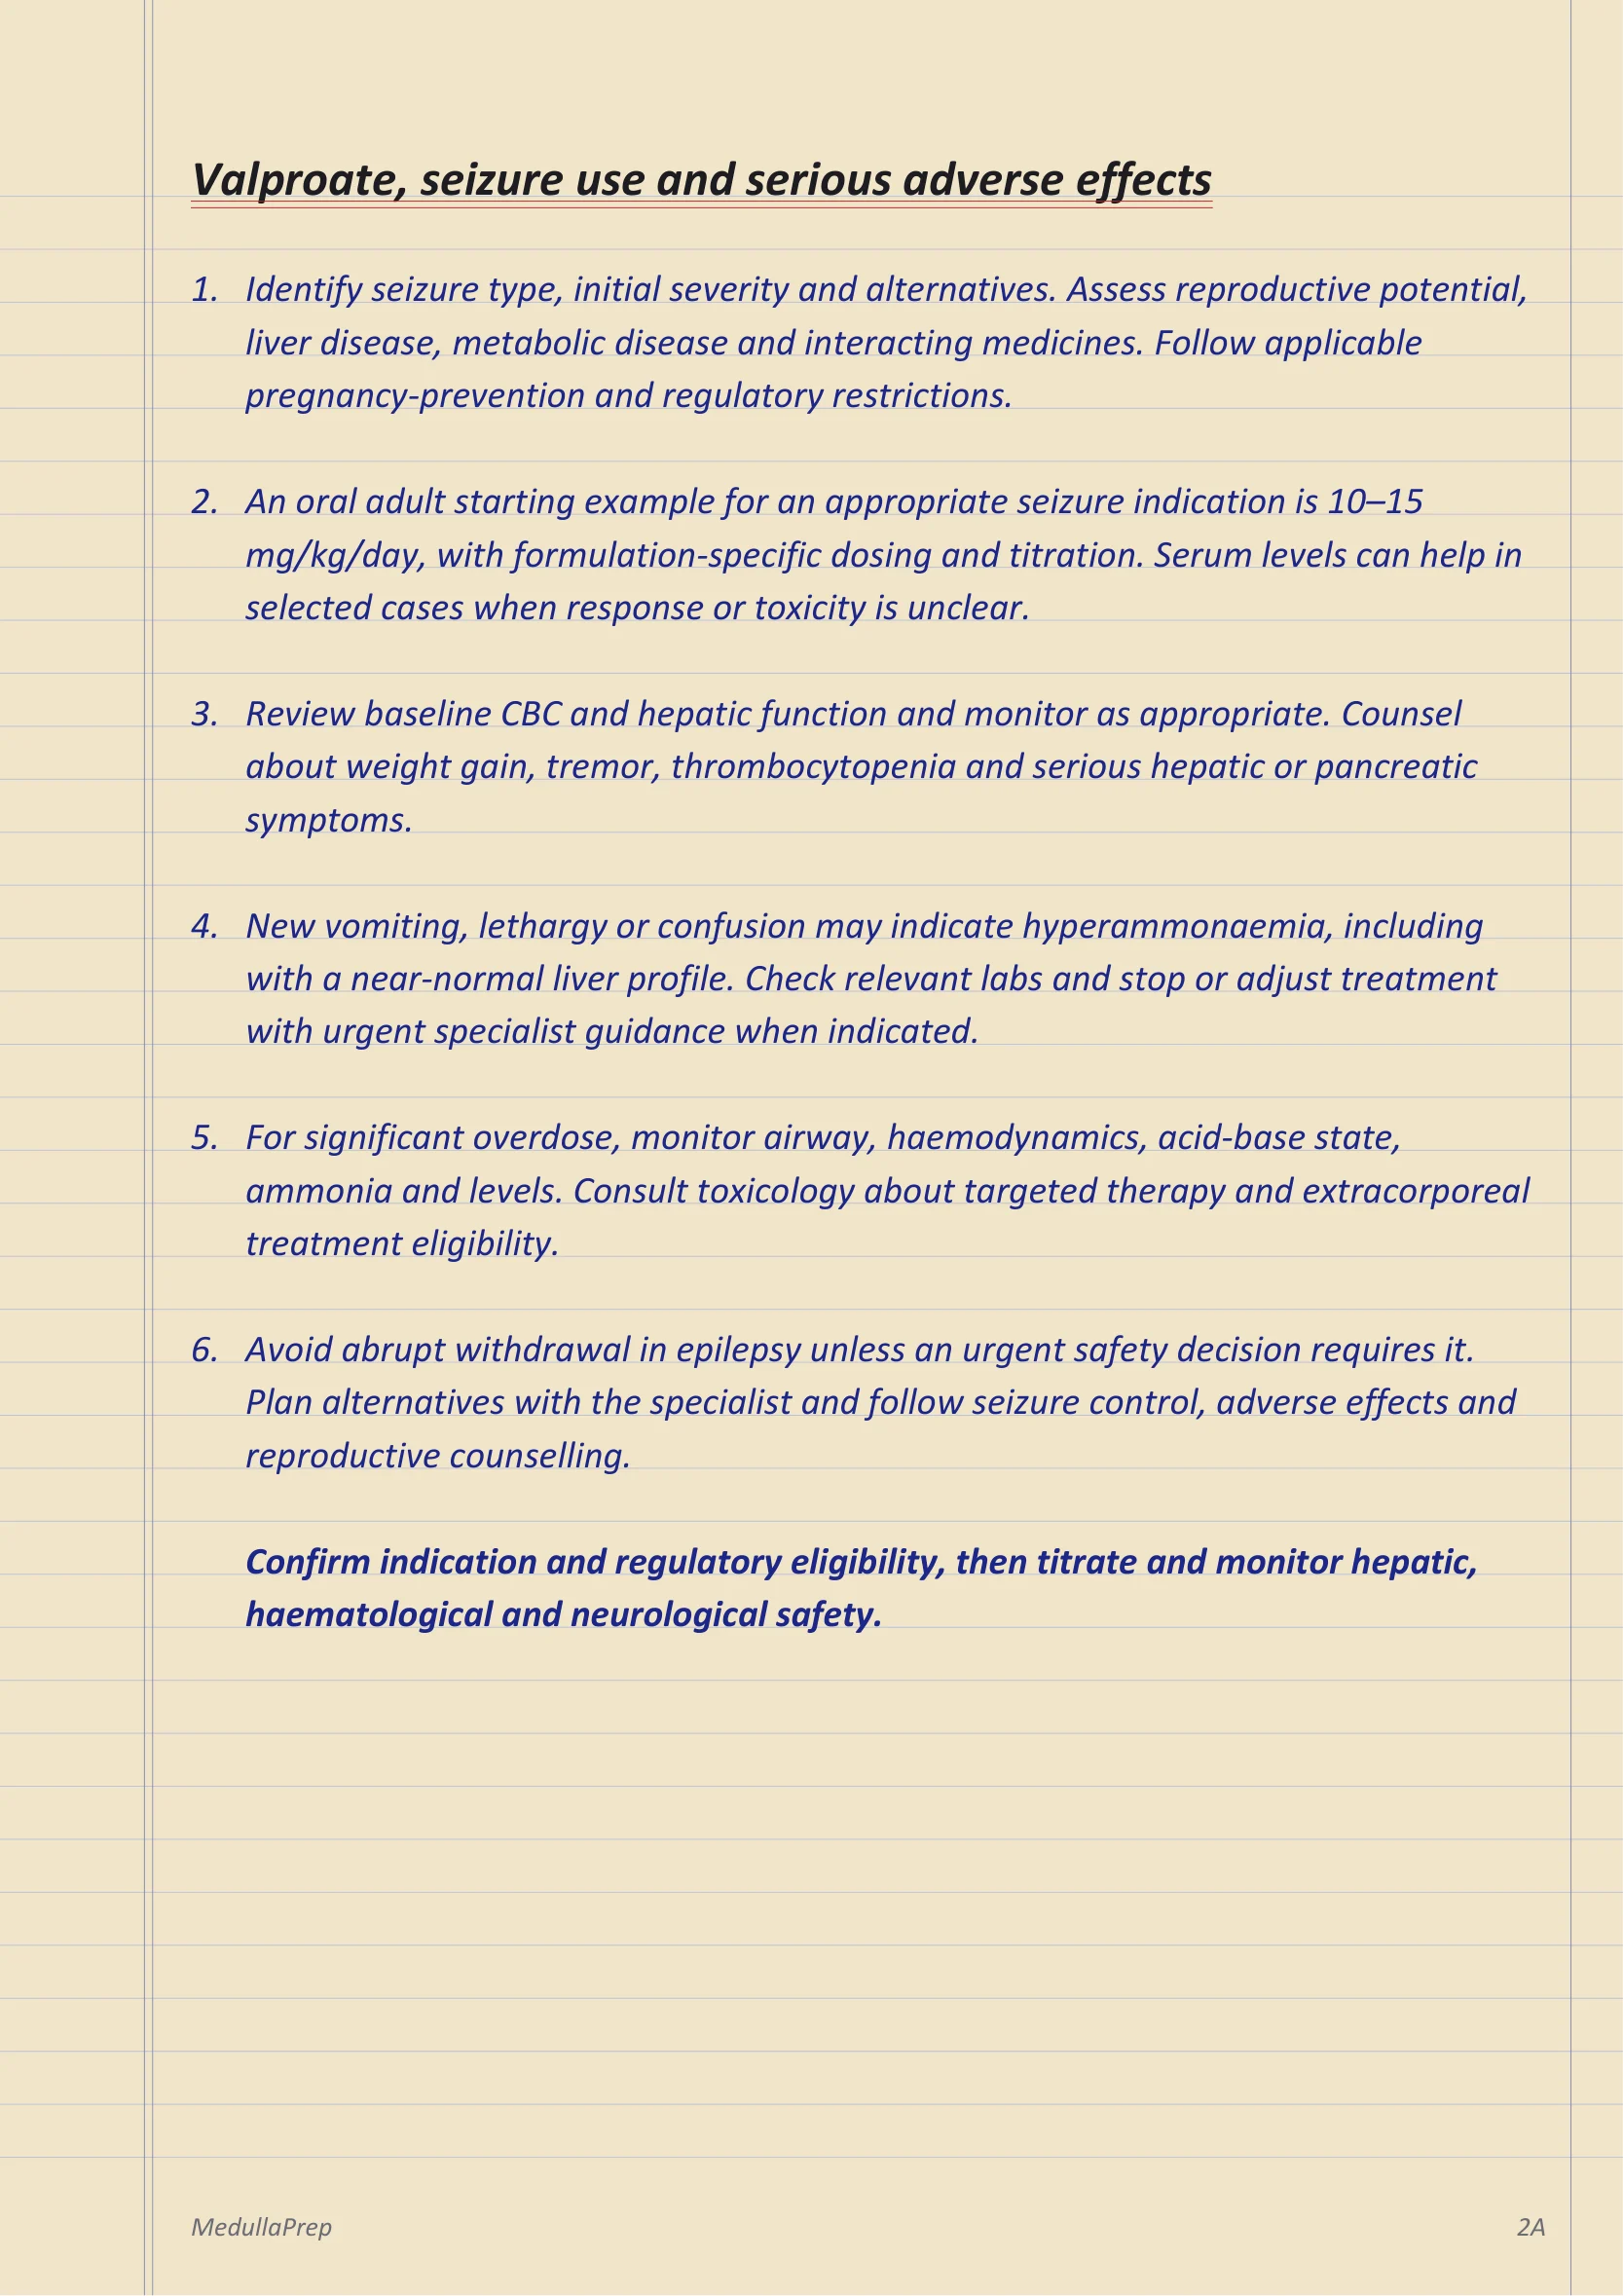 Valproate, seizure use and serious adverse effects
1. Identify seizure type, initial severity and alternatives. Assess reproductive potential,
liver disease, metabolic disease and interacting medicines. Follow applicable
pregnancy-prevention and regulatory restrictions.
2. An oral adult starting example for an appropriate seizure indication is 10–15
mg/kg/day, with formulation-specific dosing and titration. Serum levels can help in
selected cases when response or toxicity is unclear.
3. Review baseline CBC and hepatic function and monitor as appropriate. Counsel
about weight gain, tremor, thrombocytopenia and serious hepatic or pancreatic
symptoms.
4. New vomiting, lethargy or confusion may indicate hyperammonaemia, including
with a near-normal liver profile. Check relevant labs and stop or adjust treatment
with urgent specialist guidance when indicated.
5. For significant overdose, monitor airway, haemodynamics, acid-base state,
ammonia and levels. Consult toxicology about targeted therapy and extracorporeal
treatment eligibility.
6. Avoid abrupt withdrawal in epilepsy unless an urgent safety decision requires it.
Plan alternatives with the specialist and follow seizure control, adverse effects and
reproductive counselling.
Confirm indication and regulatory eligibility, then titrate and monitor hepatic,
haematological and neurological safety.
MedullaPrep 2A